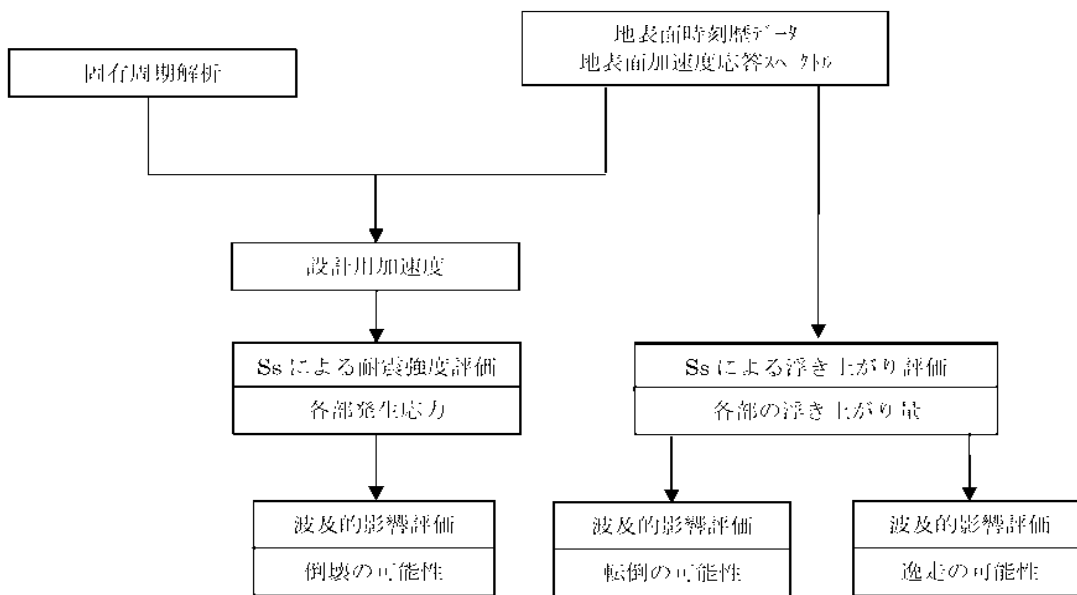 地表面時刻歴ﾃﾞｰﾀ
地表面加速度応答ｽﾍﾟｸﾄﾙ
固有周期解析
設計用加速度
Ss による耐震強度評価
各部発生応力
Ss による浮き上がり評価
各部の浮き上がり量
波及的影響評価
倒壊の可能性
波及的影響評価
転倒の可能性
波及的影響評価
逸走の可能性